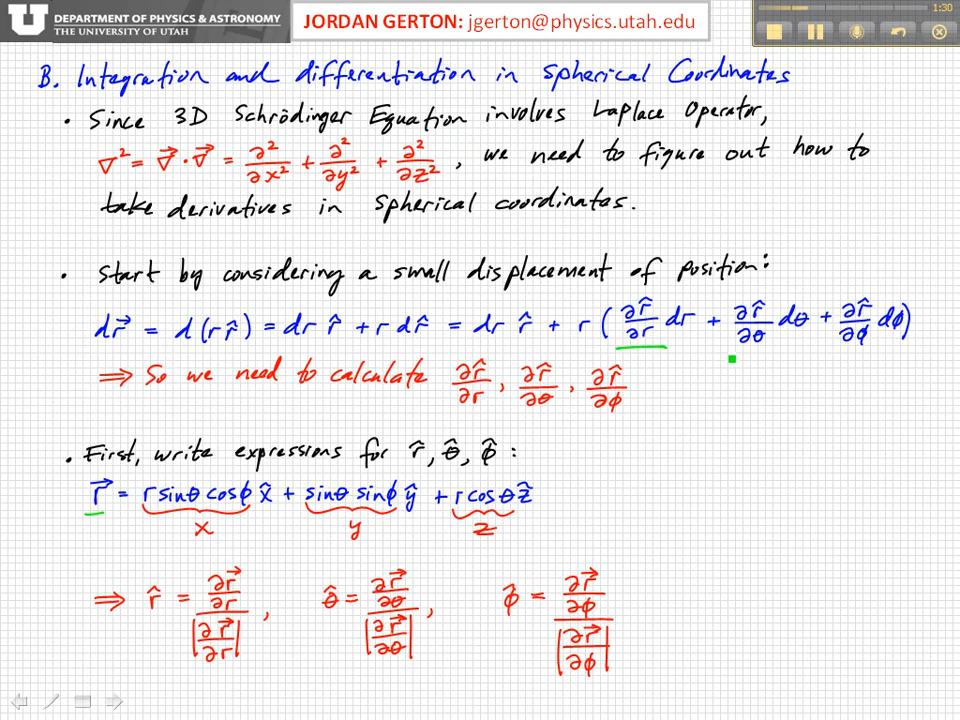 DEPARTMENT OF PHYSICS & ASTRONOMY
THE UNIVERSITY OF UTAH
JORDAN GERTON: jgerton@physics.utah.edu
1:30
B. Integration and differentiation in Spherical Coordinates
• Since 3D Schrödinger Equation involves Laplace Operator,
∇² = ∇⃗ · ∇⃗ = ∂²/∂x² + ∂²/∂y² + ∂²/∂z² , we need to figure out how to
take derivatives in spherical coordinates.
• Start by considering a small displacement of position:
dr⃗ = d(r r̂) = dr r̂ + r dr̂ = dr r̂ + r ( ∂r̂/∂r dr + ∂r̂/∂θ dθ + ∂r̂/∂ϕ dϕ)
⟹ So we need to calculate ∂r̂/∂r , ∂r̂/∂θ , ∂r̂/∂ϕ
• First, write expressions for r̂, θ̂, ϕ̂ :
r⃗ = r sinθ cosϕ x̂ + sinθ sinϕ ŷ + r cosθ ẑ
x y z
⟹ r̂ = ∂r⃗/∂r / |∂r⃗/∂r| , θ̂ = ∂r⃗/∂θ / |∂r⃗/∂θ| , ϕ̂ = ∂r⃗/∂ϕ / |∂r⃗/∂ϕ|